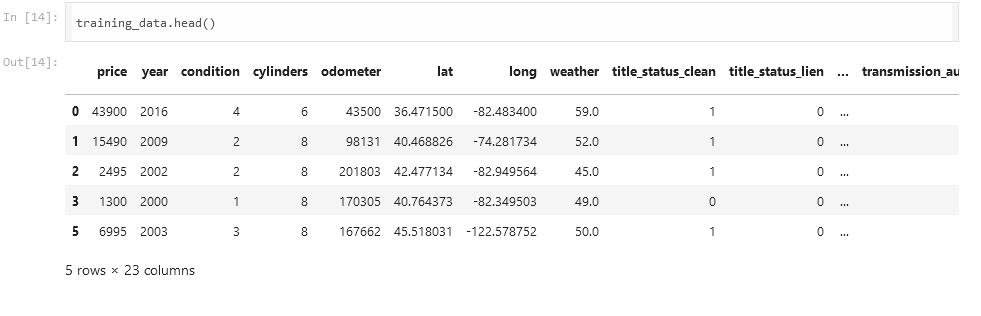 In [14]: training_data.head()
Out[14]:
price year condition cylinders odometer lat long weather title_status_clean title_status_lien ... transmission_au
0 43900 2016 4 6 43500 36.471500 -82.483400 59.0 1 0 ...
1 15490 2009 2 8 98131 40.468826 -74.281734 52.0 1 0 ...
2 2495 2002 2 8 201803 42.477134 -82.949564 45.0 1 0 ...
3 1300 2000 1 8 170305 40.764373 -82.349503 49.0 0 0 ...
5 6995 2003 3 8 167662 45.518031 -122.578752 50.0 1 0 ...
5 rows × 23 columns